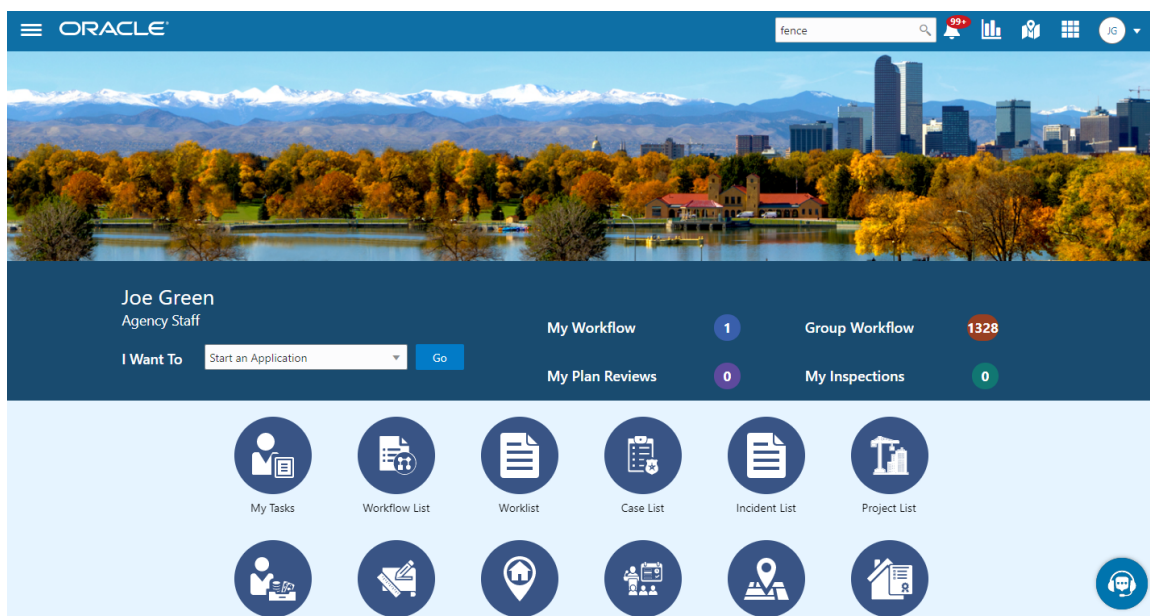 ORACLE
fence
99+
JG
Joe Green
Agency Staff
I Want To Start an Application Go
My Workflow 1 Group Workflow 1328
My Plan Reviews 0 My Inspections 0
My Tasks Workflow List Worklist Case List Incident List Project List